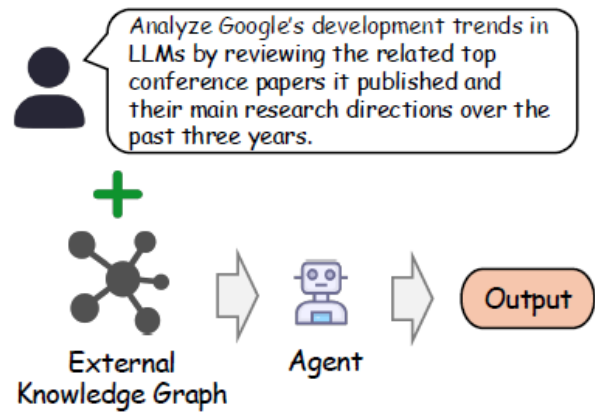 Analyze Google's development trends in
LLMs by reviewing the related top
conference papers it published and
their main research directions over the
past three years.
External
Knowledge Graph
Agent
Output